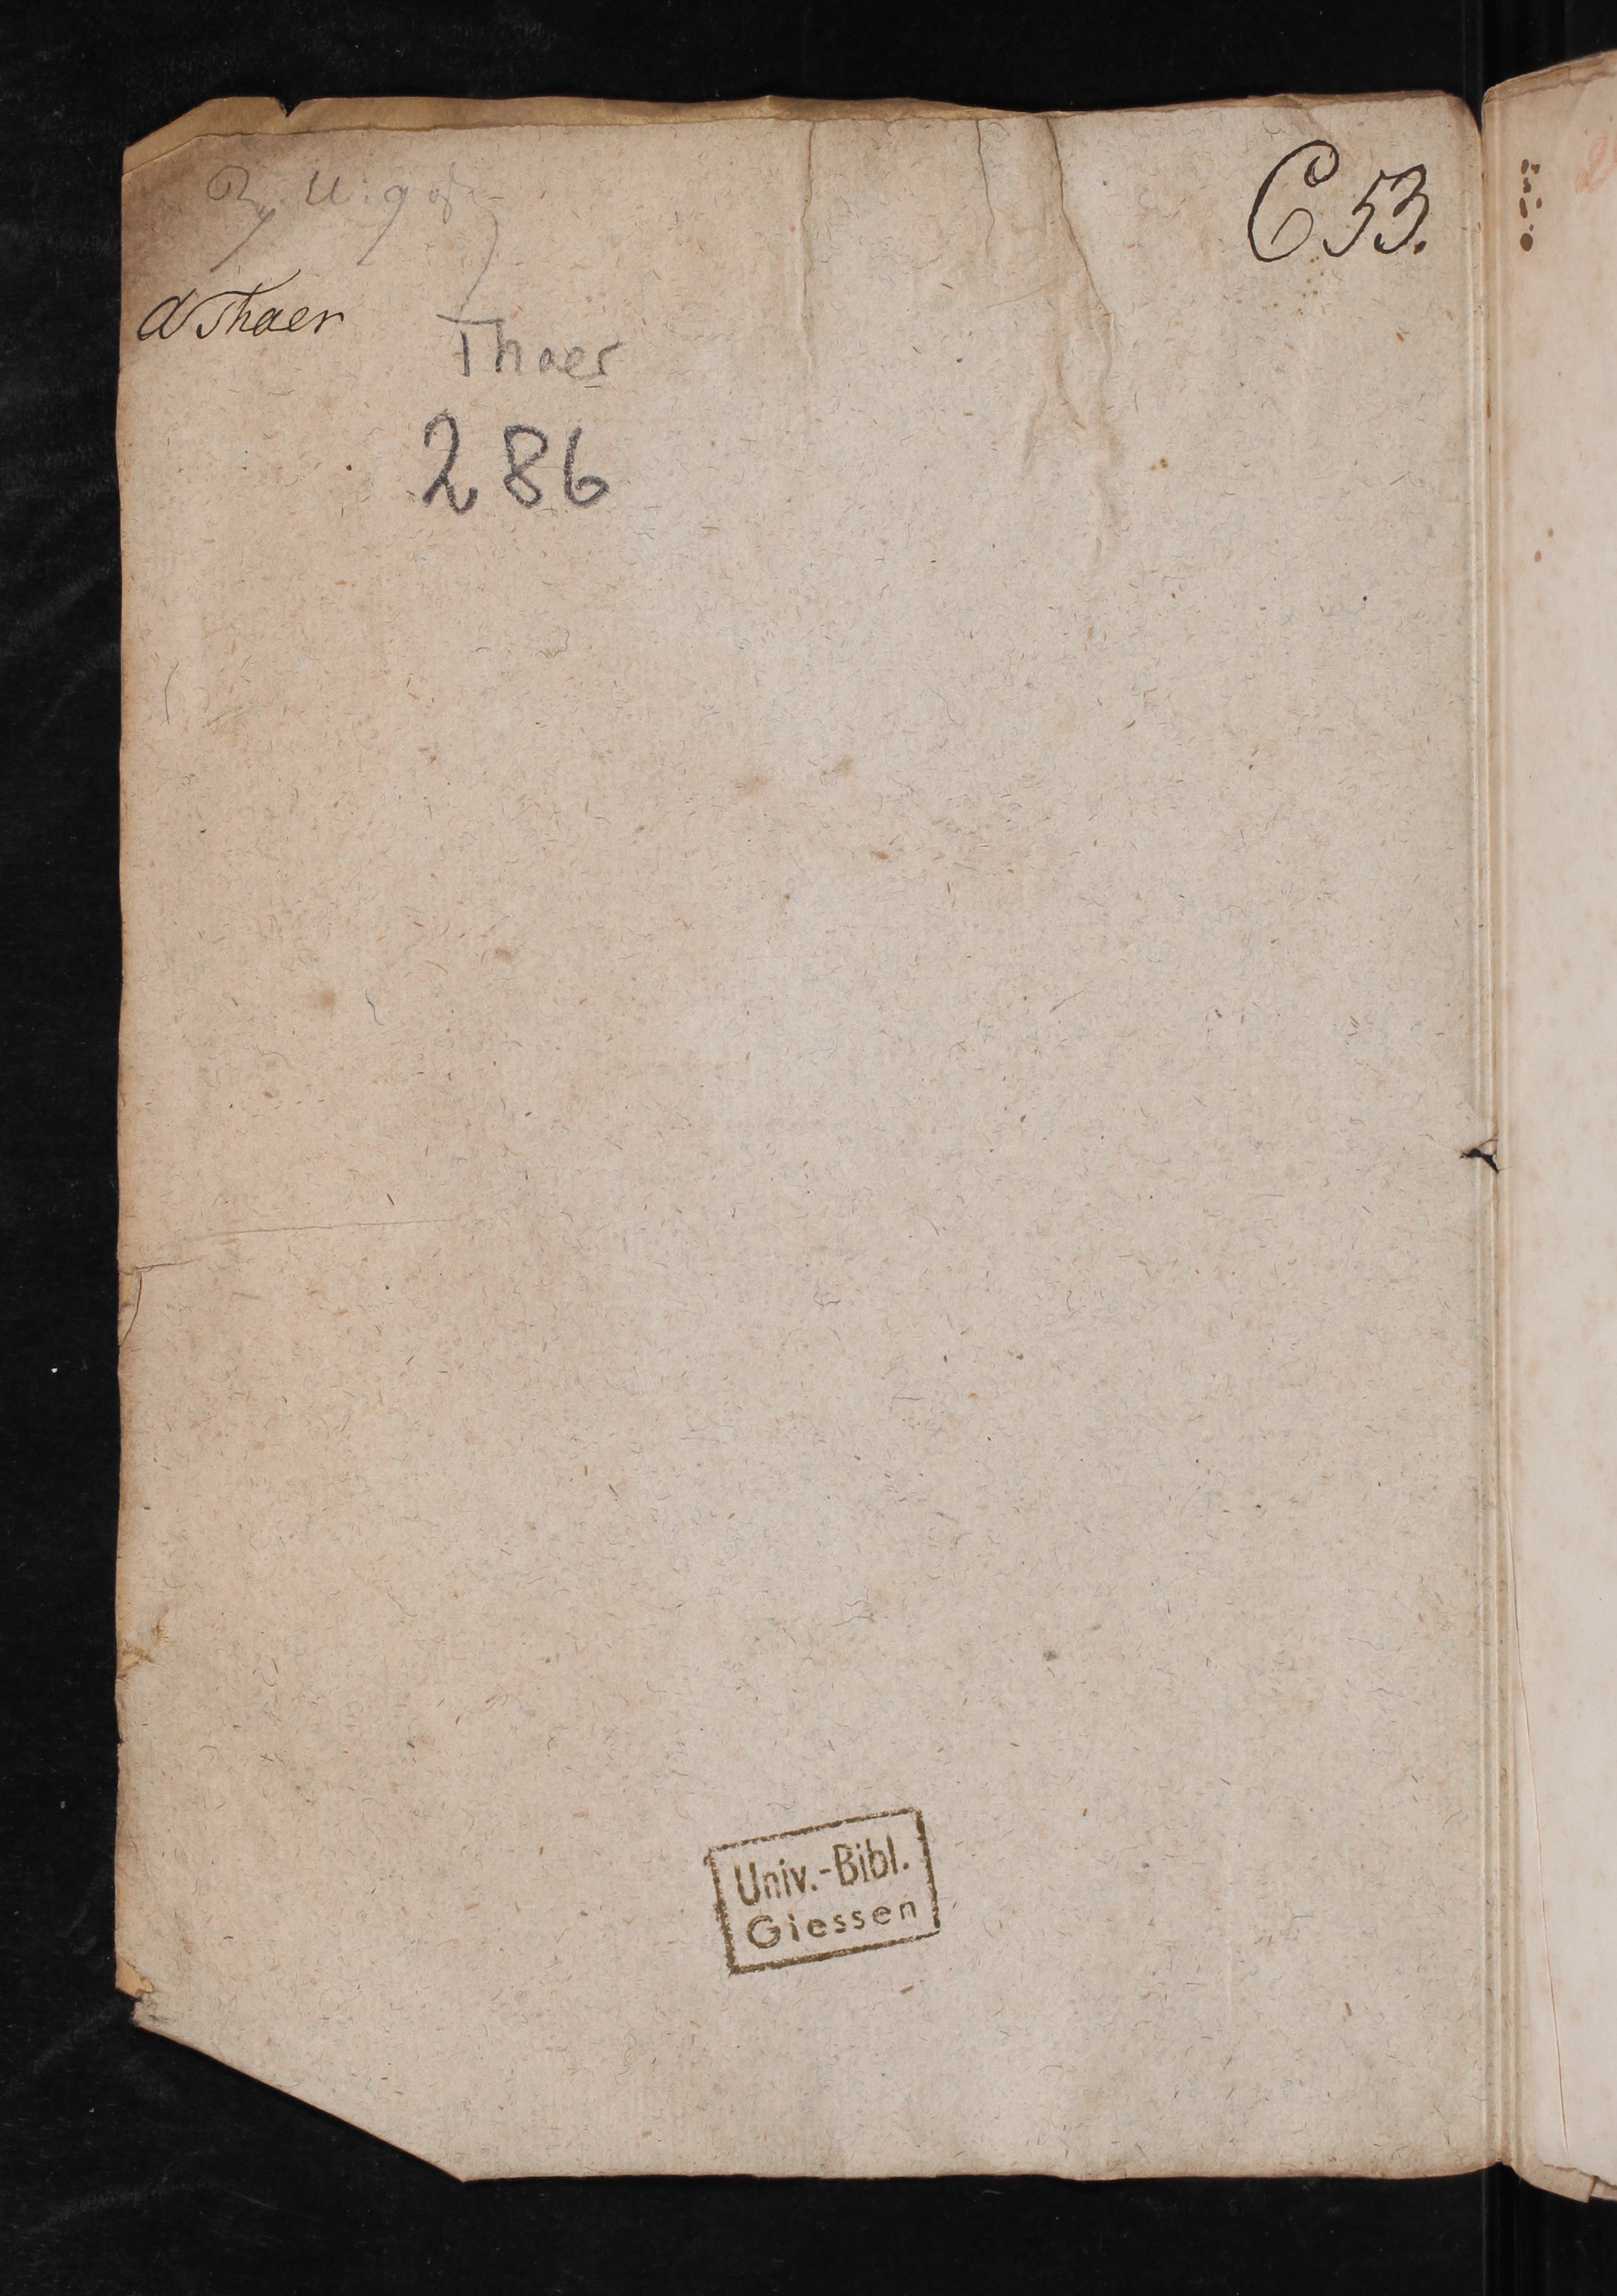 C 53.
A Thaer
Thaer
286
Univ.-Bibl.
Giessen